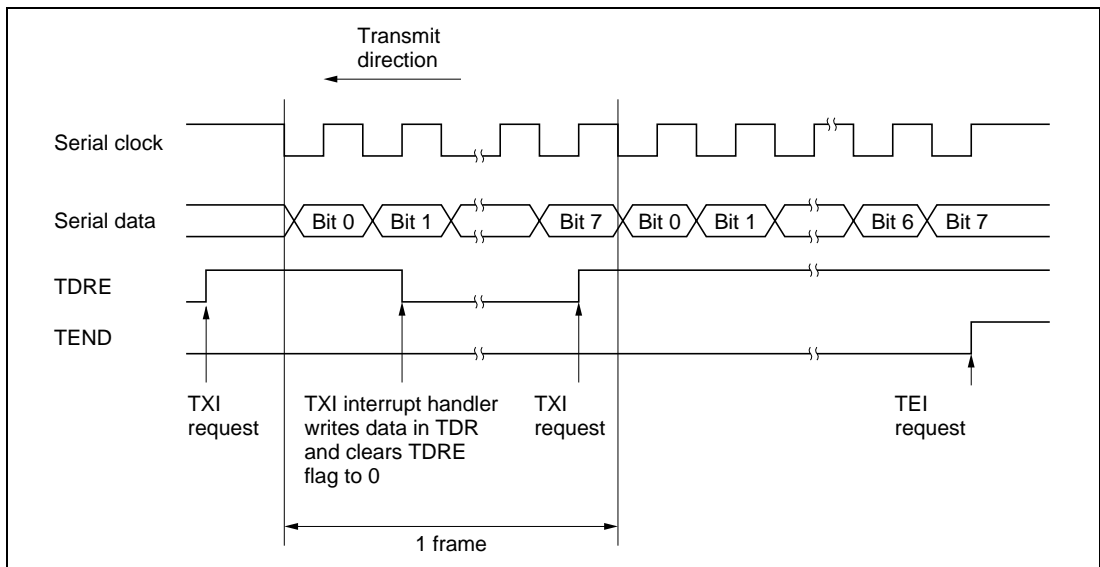 Transmit
direction
Serial clock
Serial data
Bit 0
Bit 1
Bit 7
Bit 0
Bit 1
Bit 6
Bit 7
TDRE
TEND
TXI
request
TXI interrupt handler
writes data in TDR
and clears TDRE
flag to 0
TXI
request
TEI
request
1 frame